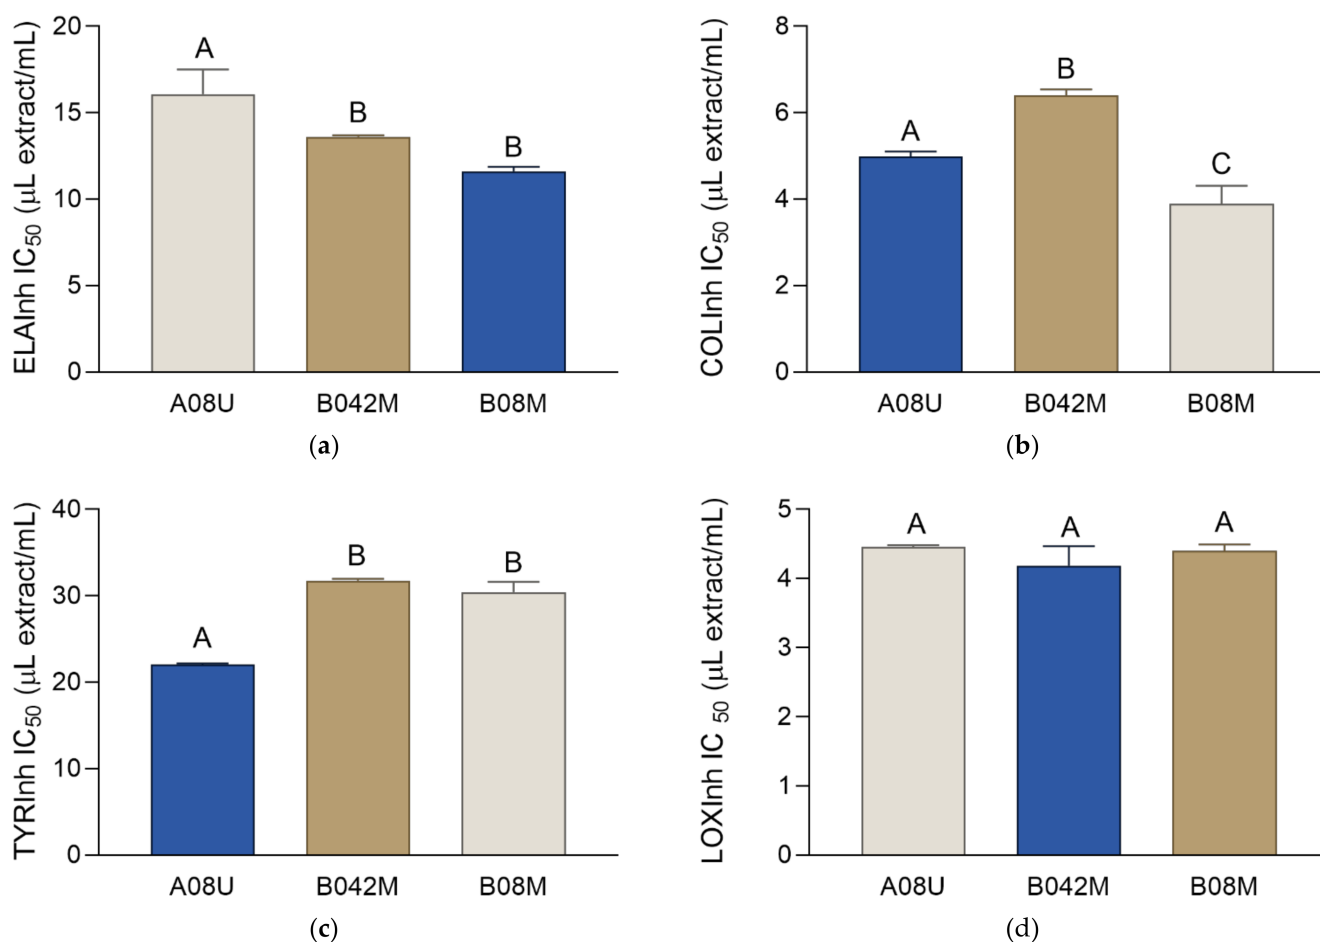 ELAInh IC50 (μL extract/mL)
20
15
10
5
0
A
B
B
A08U B042M B08M
(a)
COLInh IC50 (μL extract/mL)
8
6
4
2
0
A
B
C
A08U B042M B08M
(b)
TYRInh IC50 (μL extract/mL)
40
30
20
10
0
A
B
B
A08U B042M B08M
(c)
LOXInh IC 50 (μL extract/mL)
5
4
3
2
1
0
A
A
A
A08U B042M B08M
(d)